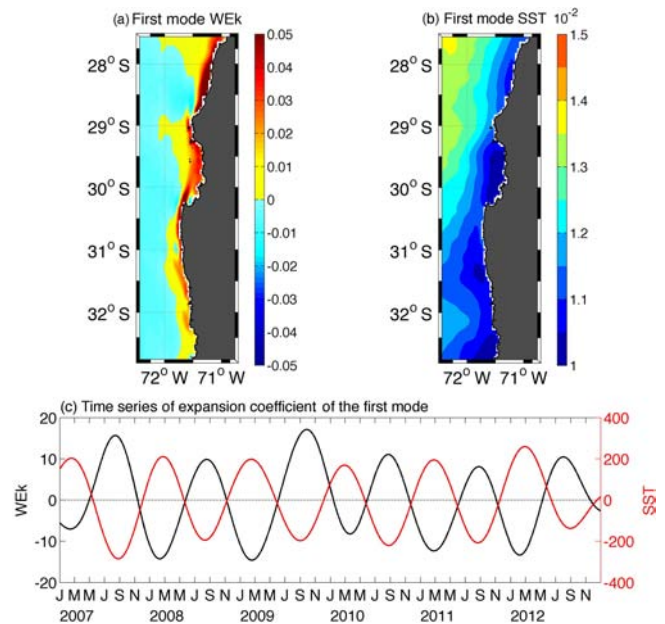 (a) First mode WEk
(b) First mode SST
10⁻²
28° S
29° S
30° S
31° S
32° S
72° W
71° W
0.05
0.04
0.03
0.02
0.01
0
-0.01
-0.02
-0.03
-0.04
-0.05
28° S
29° S
30° S
31° S
32° S
72° W
71° W
1.5
1.4
1.3
1.2
1.1
1
(c) Time series of expansion coefficient of the first mode
WEk
20
10
0
-10
-20
SST
400
200
0
-200
-400
J M M J S N J M M J S N J M M J S N J M M J S N J M M J S N J M M J S N
2007 2008 2009 2010 2011 2012